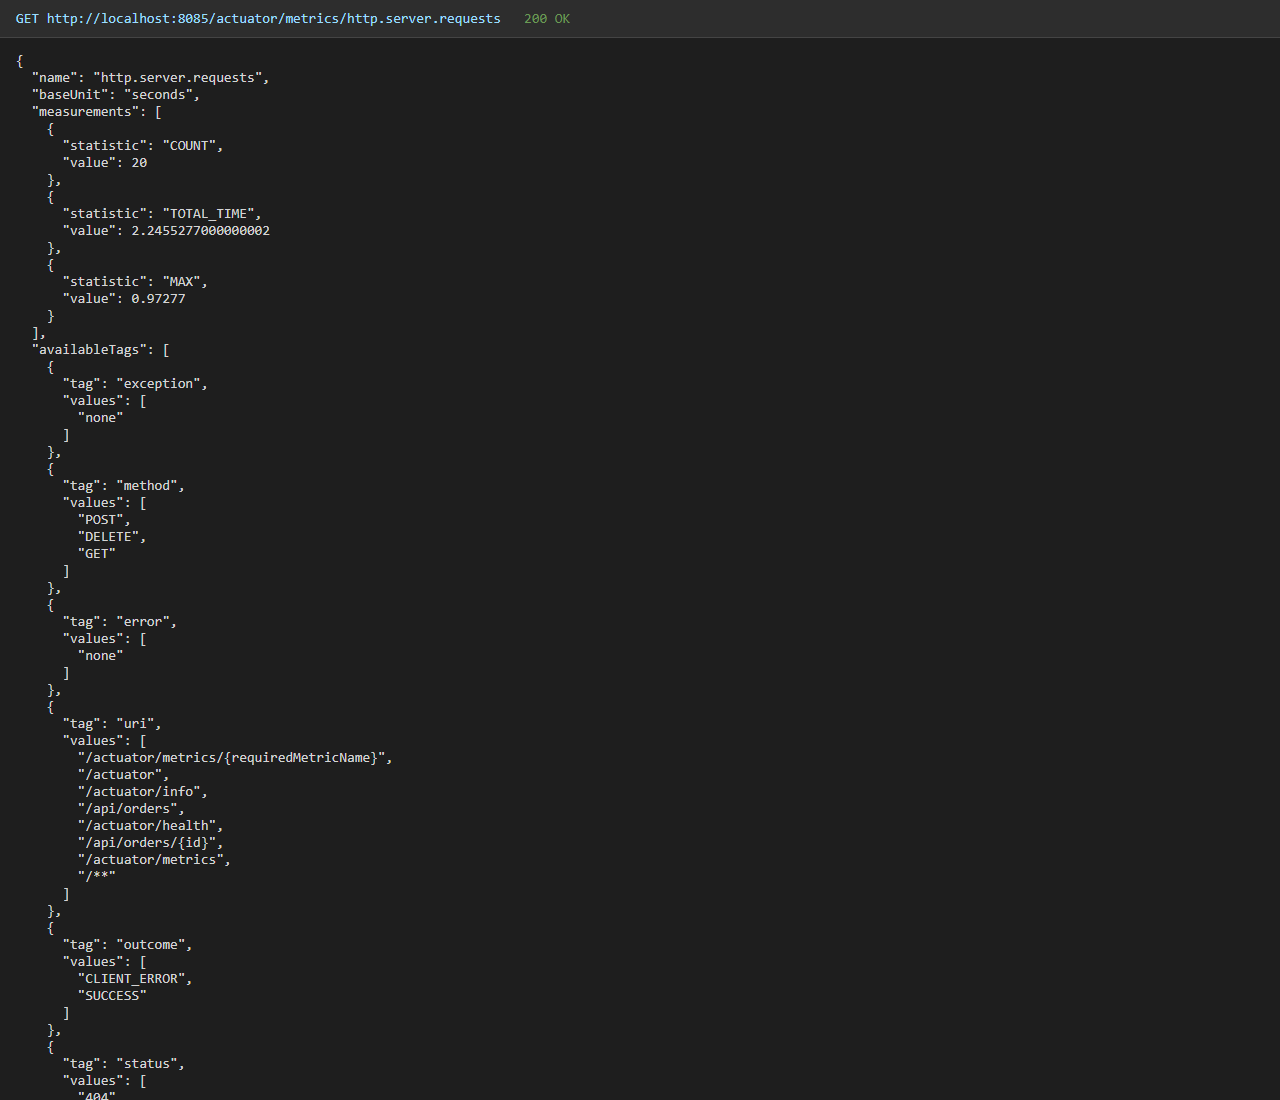 GET http://localhost:8085/actuator/metrics/http.server.requests 200 OK
{
  "name": "http.server.requests",
  "baseUnit": "seconds",
  "measurements": [
    {
      "statistic": "COUNT",
      "value": 20
    },
    {
      "statistic": "TOTAL_TIME",
      "value": 2.2455277000000002
    },
    {
      "statistic": "MAX",
      "value": 0.97277
    }
  ],
  "availableTags": [
    {
      "tag": "exception",
      "values": [
        "none"
      ]
    },
    {
      "tag": "method",
      "values": [
        "POST",
        "DELETE",
        "GET"
      ]
    },
    {
      "tag": "error",
      "values": [
        "none"
      ]
    },
    {
      "tag": "uri",
      "values": [
        "/actuator/metrics/{requiredMetricName}",
        "/actuator",
        "/actuator/info",
        "/api/orders",
        "/actuator/health",
        "/api/orders/{id}",
        "/actuator/metrics",
        "/**"
      ]
    },
    {
      "tag": "outcome",
      "values": [
        "CLIENT_ERROR",
        "SUCCESS"
      ]
    },
    {
      "tag": "status",
      "values": [
        "404"